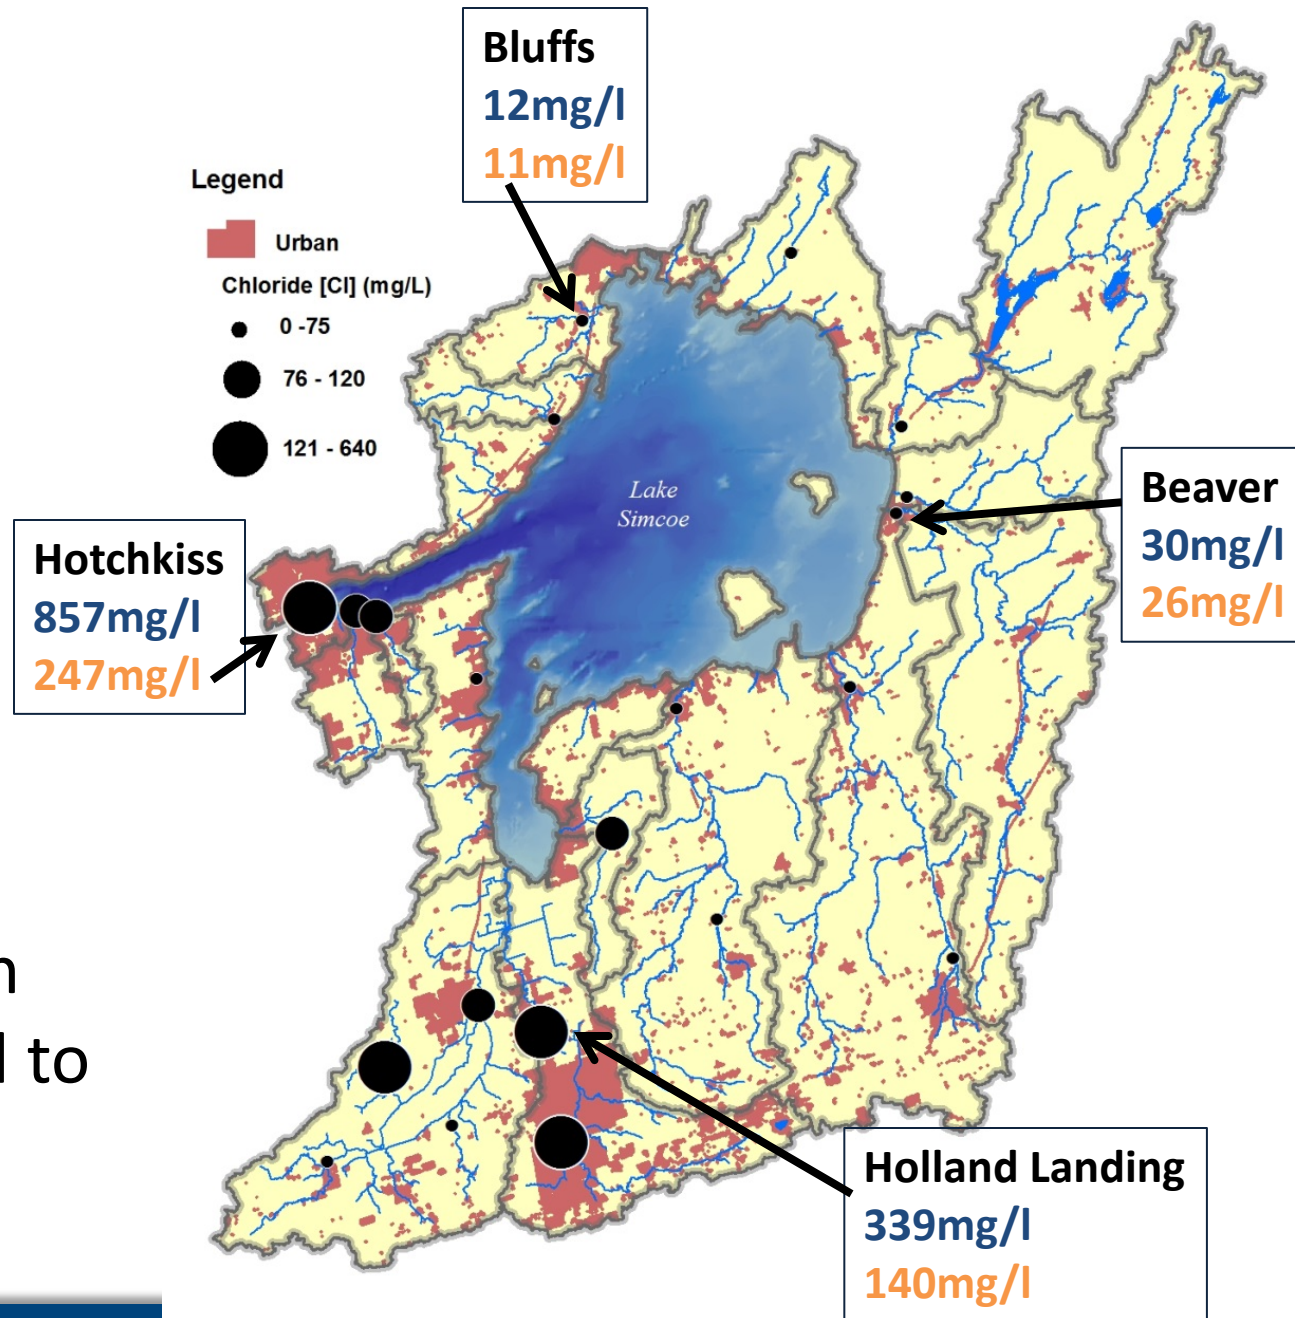 Bluffs
12mg/l
11mg/l
Legend
Urban
Chloride [Cl] (mg/L)
0 -75
76 - 120
121 - 640
Lake
Simcoe
Beaver
30mg/l
26mg/l
Hotchkiss
857mg/l
247mg/l
to
Holland Landing
339mg/l
140mg/l